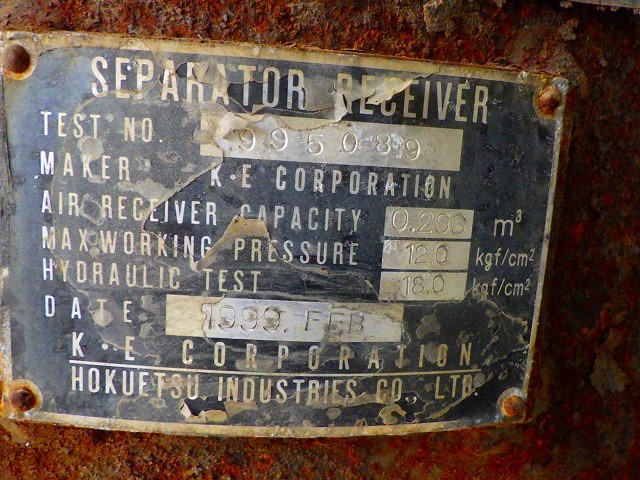 SEPARATOR RECEIVER
TEST NO 995089
MAKER K·E CORPORATION
AIR RECEIVER CAPACITY 0.293 m³
MAX WORKING PRESSURE 12.0 kgf/cm²
HYDRAULIC TEST 18.0 kgf/cm²
DATE 1999. FEB
K·E CORPORATION
HOKUETSU INDUSTRIES CO., LTD.